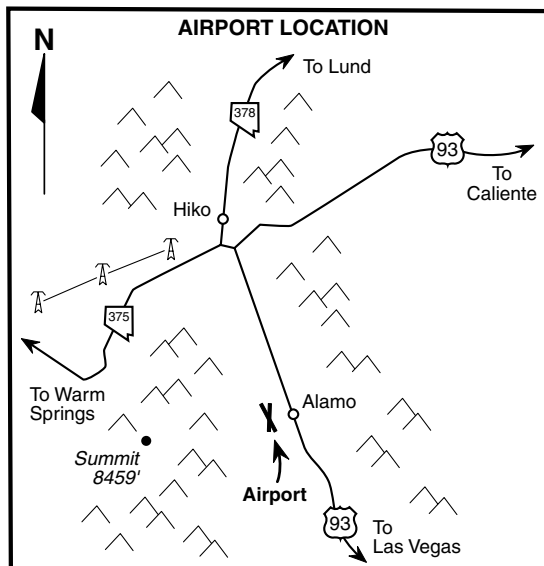 AIRPORT LOCATION
N
To Lund
378
93
To
Caliente
Hiko
375
To Warm
Springs
Alamo
Summit
8459'
Airport
93
To
Las Vegas